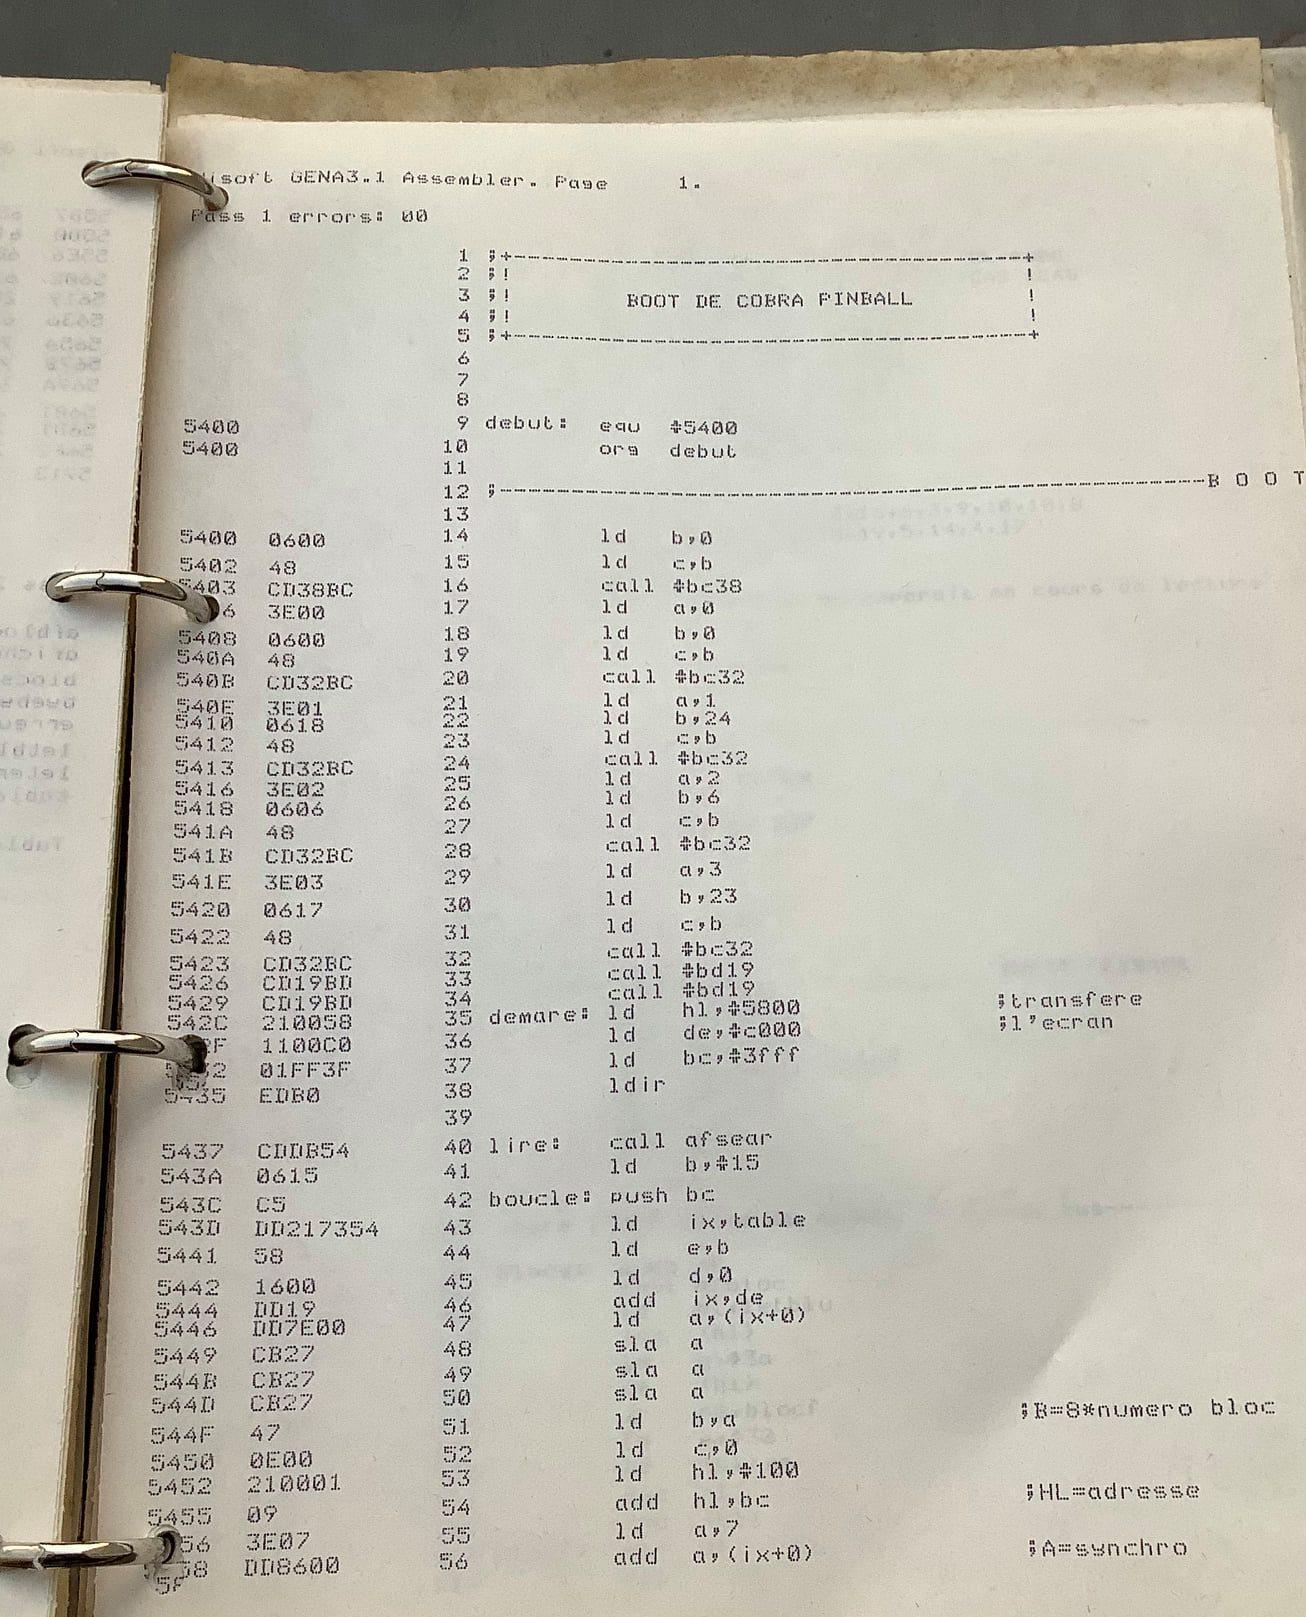 isoft GENA3.1 Assembler. Page 1.
Pass 1 errors: 00
1 ;+--------------------------------------+
2 ;! !
3 ;! BOOT DE COBRA PINBALL !
4 ;! !
5 ;+--------------------------------------+
6
7
8
5400 9 debut: equ #5400
5400 10 org debut
11
12 ;--------------------------------------------------B O O T
13
5400 0600 14 ld b,0
5402 48 15 ld c,b
5403 CD38BC 16 call #bc38
6 3E00 17 ld a,0
5408 0600 18 ld b,0
540A 48 19 ld c,b
540B CD32BC 20 call #bc32
540E 3E01 21 ld a,1
5410 0618 22 ld b,24
5412 48 23 ld c,b
5413 CD32BC 24 call #bc32
5416 3E02 25 ld a,2
5418 0606 26 ld b,6
541A 48 27 ld c,b
541B CD32BC 28 call #bc32
541E 3E03 29 ld a,3
5420 0617 30 ld b,23
5422 48 31 ld c,b
5423 CD32BC 32 call #bc32
5426 CD19BD 33 call #bd19
5429 CD19BD 34 call #bd19
542C 210058 35 demare: ld hl,#5800 ;transfere
2F 1100C0 36 ld de,#c000 ;l'ecran
5432 01FF3F 37 ld bc,#3fff
5435 EDB0 38 ldir
39
5437 CDDB54 40 lire: call afsear
543A 0615 41 ld b,#15
543C C5 42 boucle: push bc
543D DD217354 43 ld ix,table
5441 58 44 ld e,b
5442 1600 45 ld d,0
5444 DD19 46 add ix,de
5446 DD7E00 47 ld a,(ix+0)
5449 CB27 48 sla a
544B CB27 49 sla a
544D CB27 50 sla a
544F 47 51 ld b,a ;B=8*numero bloc
5450 0E00 52 ld c,0
5452 210001 53 ld hl,#100
5455 09 54 add hl,bc ;HL=adresse
56 3E07 55 ld a,7
58 DD8600 56 add a,(ix+0) ;A=synchro